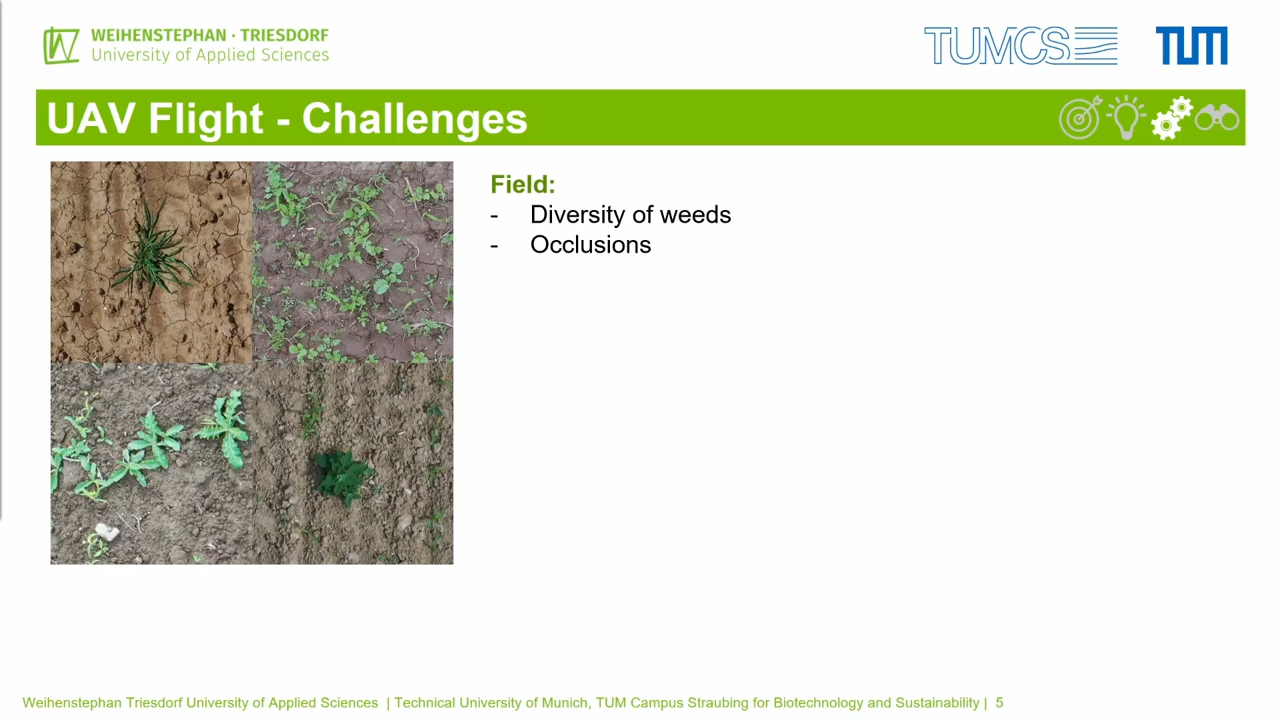 WEIHENSTEPHAN · TRIESDORF
University of Applied Sciences
TUMCS
TUM
UAV Flight - Challenges
Field:
- Diversity of weeds
- Occlusions
Weihenstephan Triesdorf University of Applied Sciences | Technical University of Munich, TUM Campus Straubing for Biotechnology and Sustainability | 5